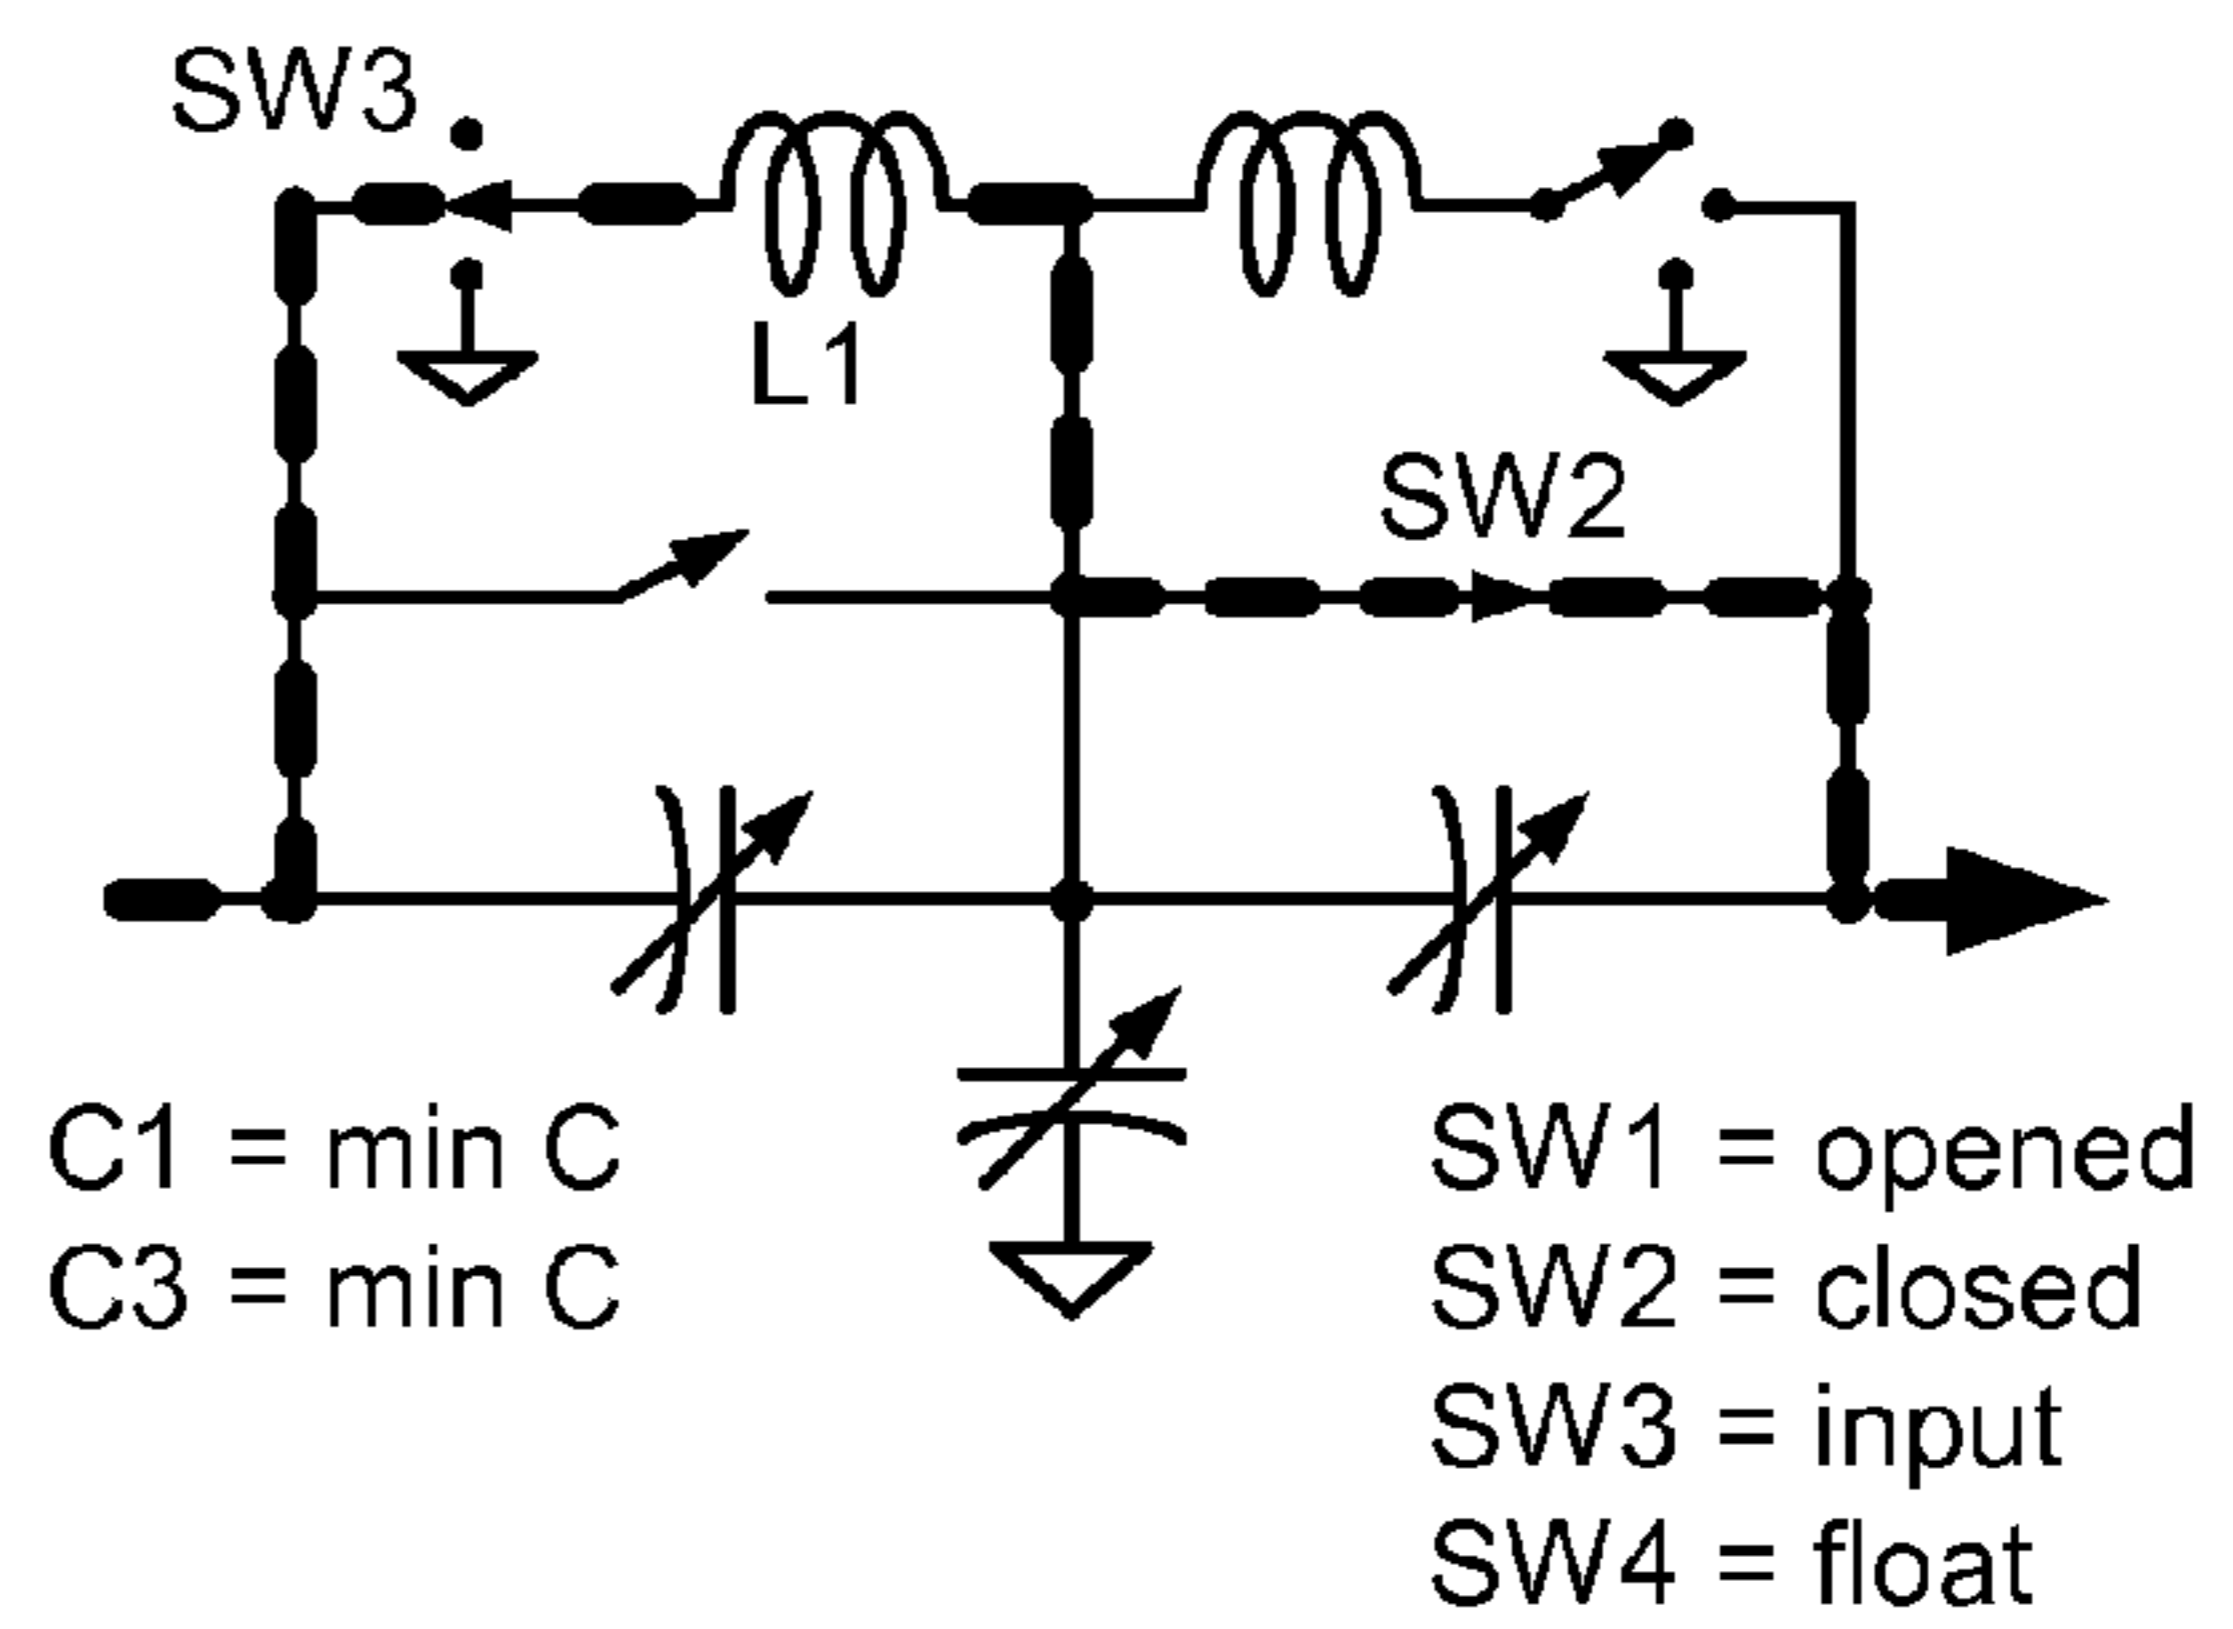 SW3
L1
SW2
C1 = min C
C3 = min C
SW1 = opened
SW2 = closed
SW3 = input
SW4 = float